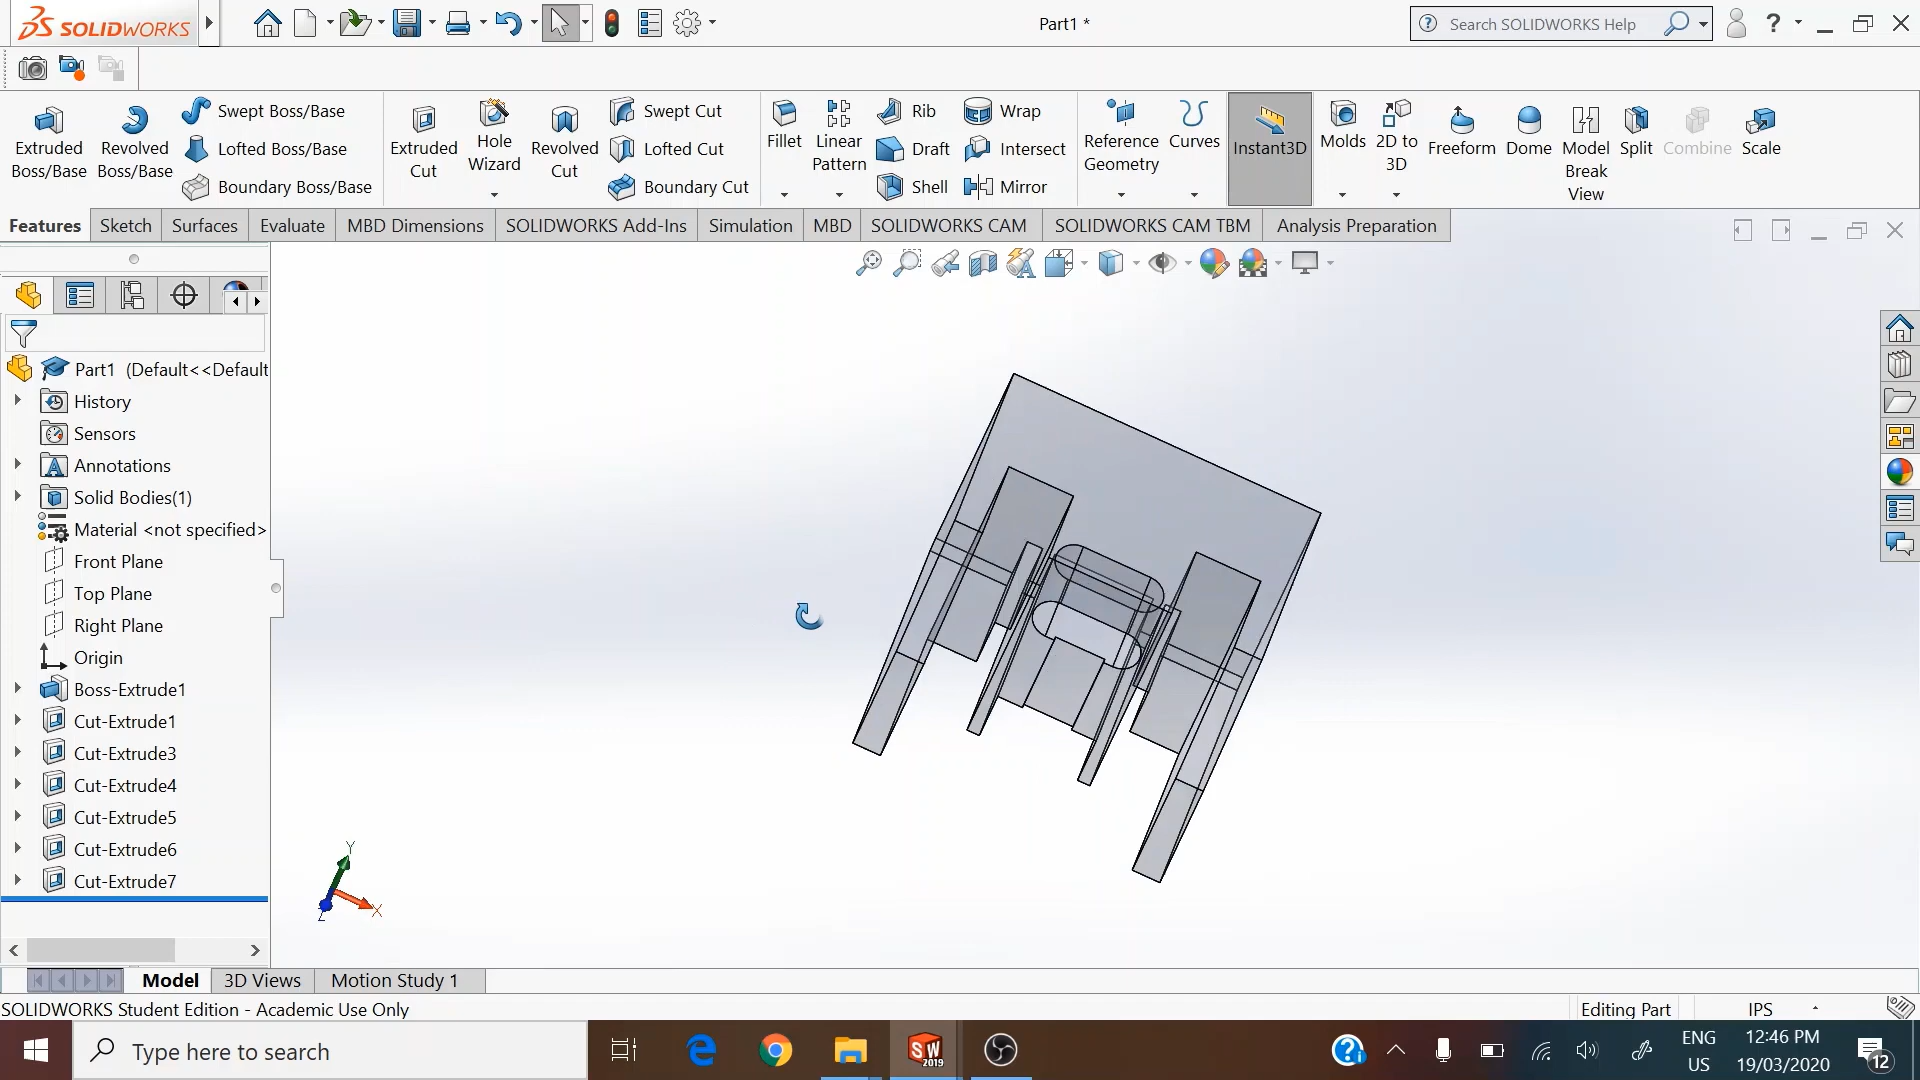 SOLIDWORKS
Part1 *
Search SOLIDWORKS Help
Extruded Boss/Base
Revolved Boss/Base
Swept Boss/Base
Lofted Boss/Base
Boundary Boss/Base
Extruded Cut
Hole Wizard
Revolved Cut
Swept Cut
Lofted Cut
Boundary Cut
Fillet
Linear Pattern
Rib
Draft
Shell
Wrap
Intersect
Mirror
Reference Geometry
Curves
Instant3D
Molds
2D to 3D
Freeform
Dome
Model Break View
Split
Combine
Scale
Features
Sketch
Surfaces
Evaluate
MBD Dimensions
SOLIDWORKS Add-Ins
Simulation
MBD
SOLIDWORKS CAM
SOLIDWORKS CAM TBM
Analysis Preparation
Part1 (Default<<Default
History
Sensors
Annotations
Solid Bodies(1)
Material <not specified>
Front Plane
Top Plane
Right Plane
Origin
Boss-Extrude1
Cut-Extrude1
Cut-Extrude3
Cut-Extrude4
Cut-Extrude5
Cut-Extrude6
Cut-Extrude7
Y
X
Z
Model
3D Views
Motion Study 1
SOLIDWORKS Student Edition - Academic Use Only
Editing Part
IPS
Type here to search
SW
2019
ENG
US
12:46 PM
19/03/2020
12